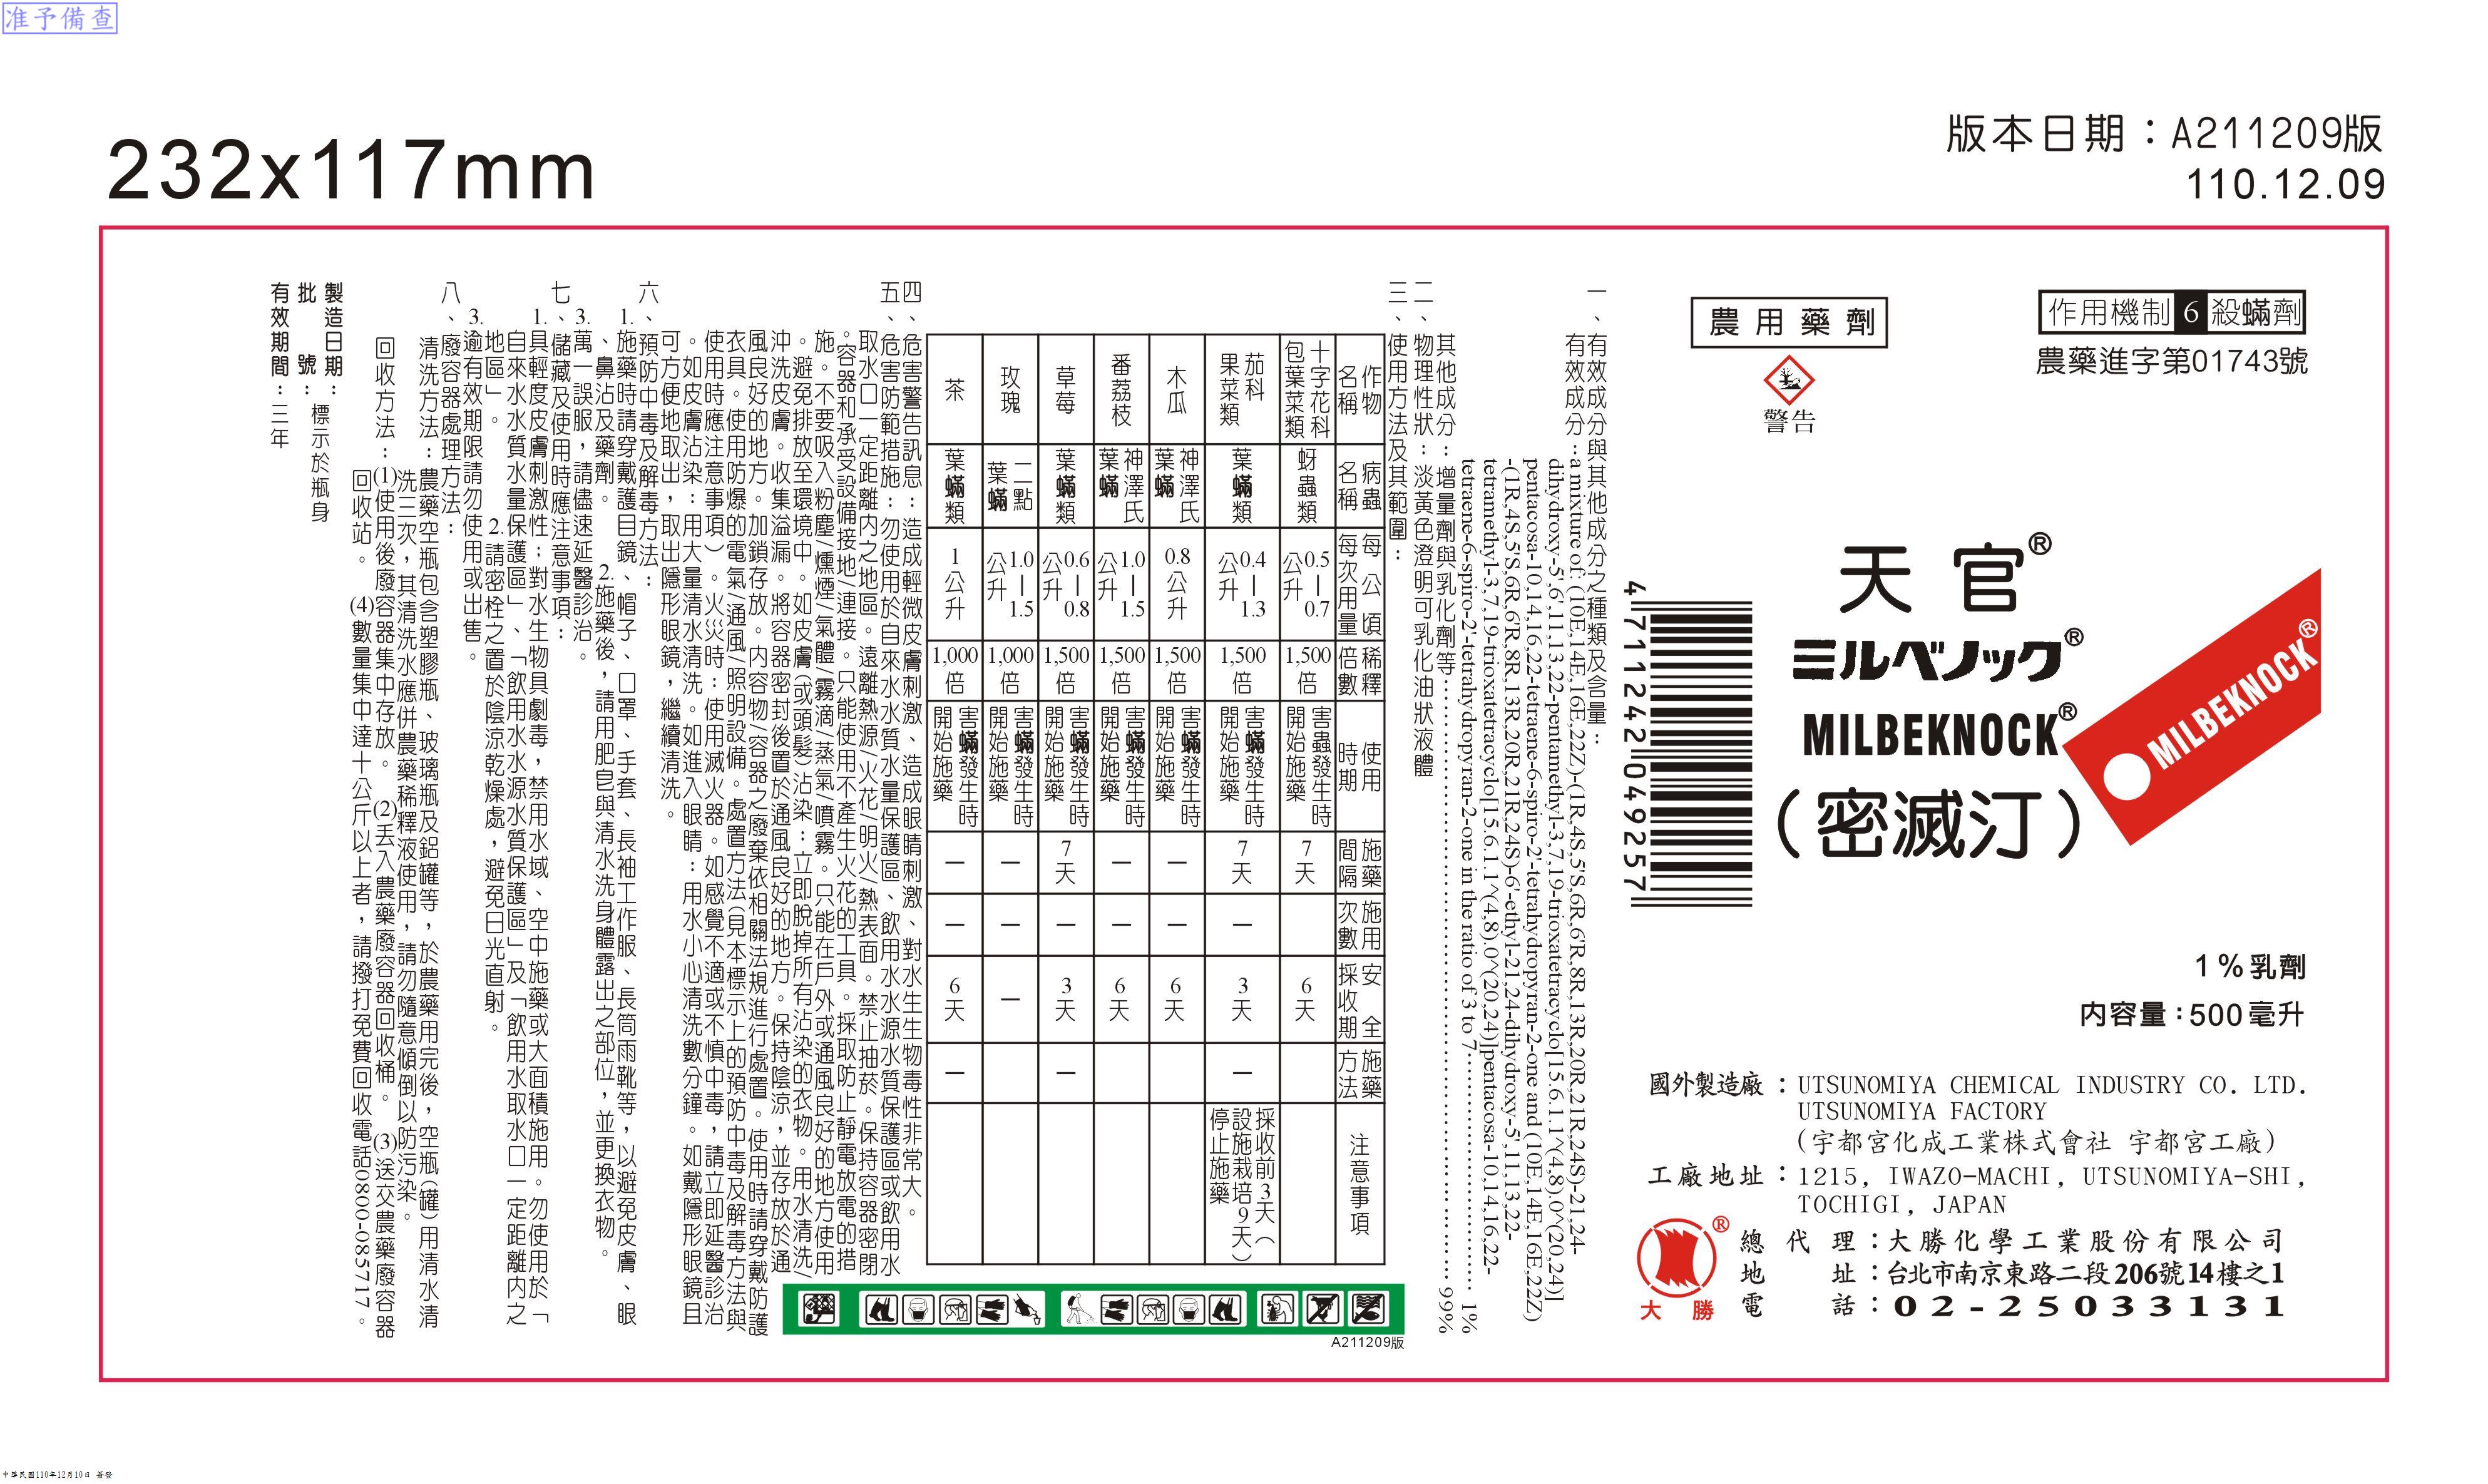 准予備查
232x117mm
版本日期：A211209版
110.12.09
作用機制 6 殺蟎劑
農藥進字第01743號
農用藥劑
警告
天官®
ミルベノック®
MILBEKNOCK®
（密滅汀）
MILBEKNOCK®
1%乳劑
內容量：500毫升
國外製造廠：UTSUNOMIYA CHEMICAL INDUSTRY CO. LTD.
UTSUNOMIYA FACTORY
（宇都宮化成工業株式會社 宇都宮工廠）
工廠地址：1215, IWAZO-MACHI, UTSUNOMIYA-SHI,
TOCHIGI, JAPAN
®
大勝
總代理：大勝化學工業股份有限公司
地址：台北市南京東路二段206號14樓之1
電話：02-25033131
4 711242 049257
一、有效成分與其他成分之種類及含量：
有效成分：a mixture of: (10E,14E,16E,22Z)-(1R,4S,5'S,6R,6'R,8R,13R,20R,21R,24S)-21,24-
dihydroxy-5',6',11,13,22-pentamethyl-3,7,19-trioxatetracyclo[15.6.1.1^(4,8).0^(20,24)]
pentacosa-10,14,16,22-tetraene-6-spiro-2'-tetrahydropyran-2-one and (10E,14E,16E,22Z)
-(1R,4S,5'S,6R,6'R,8R,13R,20R,21R,24S)-6'-ethyl-21,24-dihydroxy-5',11,13,22-
tetramethyl-3,7,19-trioxatetracyclo[15.6.1.1^(4,8).0^(20,24)]pentacosa-10,14,16,22-
tetraene-6-spiro-2'-tetrahydropyran-2-one in the ratio of 3 to 7…………………… 1%
其他成分：增量劑與乳化劑等…………………… 99%
二、物理性狀：淡黃色澄明可乳化油狀液體
三、使用方法及其範圍：
作物名稱 病蟲名稱 每公頃每次用量 稀釋倍數 使用時期 施藥間隔 施用次數 安全採收期 施藥方法 注意事項
十字花科包葉菜類 蚜蟲類 0.5－0.7公升 1,500倍 害蟲發生時開始施藥 7天 6天
茄科果菜類 葉蟎類 0.4－1.3公升 1,500倍 害蟎發生時開始施藥 7天 － 3天 － 採收前3天（設施栽培9天）停止施藥
木瓜 神澤氏葉蟎 0.8公升 1,500倍 害蟎發生時開始施藥 － － 6天
番荔枝 神澤氏葉蟎 1.0－1.5公升 1,500倍 害蟎發生時開始施藥 － － 6天
草莓 葉蟎類 0.6－0.8公升 1,500倍 害蟎發生時開始施藥 7天 － 3天 －
玫瑰 二點葉蟎 1.0－1.5公升 1,000倍 害蟎發生時開始施藥 － － －
茶 葉蟎類 1公升 1,000倍 害蟎發生時開始施藥 － － 6天 －
四、危害警告訊息：造成輕微皮膚刺激、造成眼睛刺激、對水生生物毒性非常大。
五、危害防範措施：勿使用於自來水水質水量保護區、飲用水水源水質保護區或飲用水
取水口一定距離內之地區。遠離熱源/火花/明火/熱表面。禁止抽菸。保持容器密閉
。容器和承受設備接地/連接。只能使用不產生火花的工具。採取防止靜電放電的措
施。不要吸入粉塵/燻煙/氣體/霧滴/蒸氣/噴霧。只能在戶外或通風良好的地方使用
。避免排放至環境中。如皮膚(或頭髮)沾染：立即脫掉所有沾染的衣物。用水清洗/
沖洗皮膚。收集溢漏。將容器密封後置於通風良好的地方。保持陰涼，並存放於通
風良好的地方。加鎖存放。內容物/容器之廢棄依相關法規進行處置。使用時請穿戴防護
衣具。使用防爆的電氣/通風/照明設備。處置方法(見本標示上的預防中毒及解毒方法與
使用時應注意事項)。火災時：使用滅火器。如感覺不適或不慎中毒，請立即延醫診治
。如皮膚沾染：用大量清水清洗。如進入眼睛：用水小心清洗數分鐘。如戴隱形眼鏡且
可方便地取出，取出隱形眼鏡，繼續清洗。
六、預防中毒及解毒方法：
1.施藥時請穿戴護目鏡、帽子、口罩、手套、長袖工作服、長筒雨靴等，以避免皮膚、眼
、鼻沾及藥劑。 2.施藥後，請用肥皂與清水洗身體露出之部位，並更換衣物。
3.萬一誤服，請儘速延醫診治。
七、儲藏及使用時應注意事項：
1.具輕度皮膚刺激性；對水生物具劇毒，禁用水域、空中施藥或大面積施用。勿使用於「
自來水水質水量保護區」、「飲用水水源水質保護區」及「飲用水取水口一定距離內之
地區」。 2.請密栓之置於陰涼乾燥處，避免日光直射。
3.逾有效期限請勿使用或出售。
八、廢容器處理方法：
清洗方法：農藥空瓶包含塑膠瓶、玻璃瓶及鋁罐等，於農藥用完後，空瓶(罐)用清水清
洗三次，其清洗水應併農藥稀釋液使用，請勿隨意傾倒以防污染。
回收方法：(1)使用後廢容器集中存放。 (2)丟入農藥廢容器回收桶。 (3)送交農藥廢容器
回收站。 (4)數量集中達十公斤以上者，請撥打免費回收電話0800-085717。
製造日期：
批號：標示於瓶身
有效期間：三年
A211209版
中華民國110年12月10日 簽發